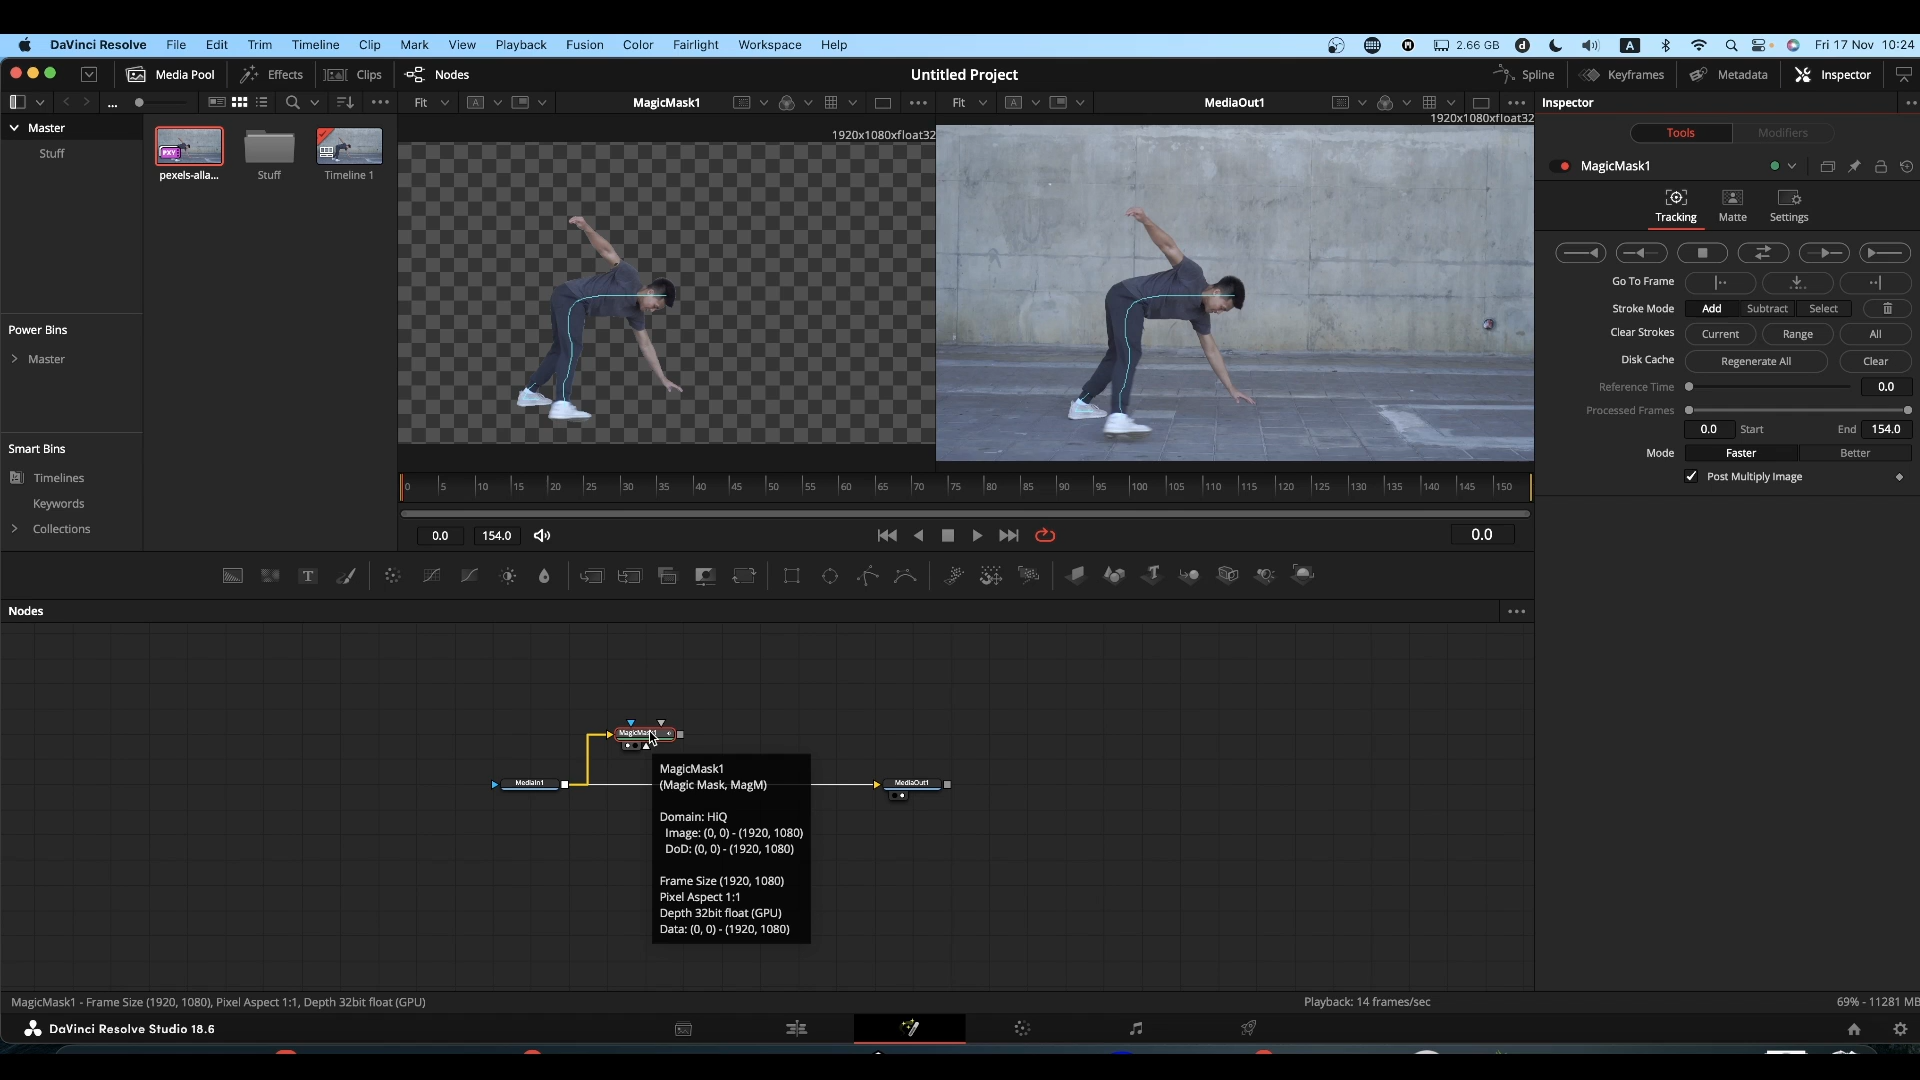 DaVinci Resolve File Edit Trim Timeline Clip Mark View Playback Fusion Color Fairlight Workspace Help 2.66 GB A Fri 17 Nov 10:24
Media Pool Effects Clips Nodes Untitled Project Spline Keyframes Metadata Inspector
... Fit MagicMask1 Fit MediaOut1 Inspector
1920x1080xfloat32 1920x1080xfloat32
Master
Stuff
pexels-alla... Stuff Timeline 1
Power Bins
Master
Smart Bins
Timelines
Keywords
Collections
Tools Modifiers
MagicMask1
Tracking Matte Settings
Go To Frame
Stroke Mode Add Subtract Select
Clear Strokes Current Range All
Disk Cache Regenerate All Clear
Reference Time 0.0
Processed Frames
0.0 Start End 154.0
Mode Faster Better
Post Multiply Image
0 5 10 15 20 25 30 35 40 45 50 55 60 65 70 75 80 85 90 95 100 105 110 115 120 125 130 135 140 145 150
0.0 154.0 0.0
T
Nodes
MagicMask1
MediaIn1 MediaOut1
MagicMask1
(Magic Mask, MagM)
Domain: HiQ
Image: (0, 0) - (1920, 1080)
DoD: (0, 0) - (1920, 1080)
Frame Size (1920, 1080)
Pixel Aspect 1:1
Depth 32bit float (GPU)
Data: (0, 0) - (1920, 1080)
MagicMask1 - Frame Size (1920, 1080), Pixel Aspect 1:1, Depth 32bit float (GPU) Playback: 14 frames/sec 69% - 11281 MB
DaVinci Resolve Studio 18.6